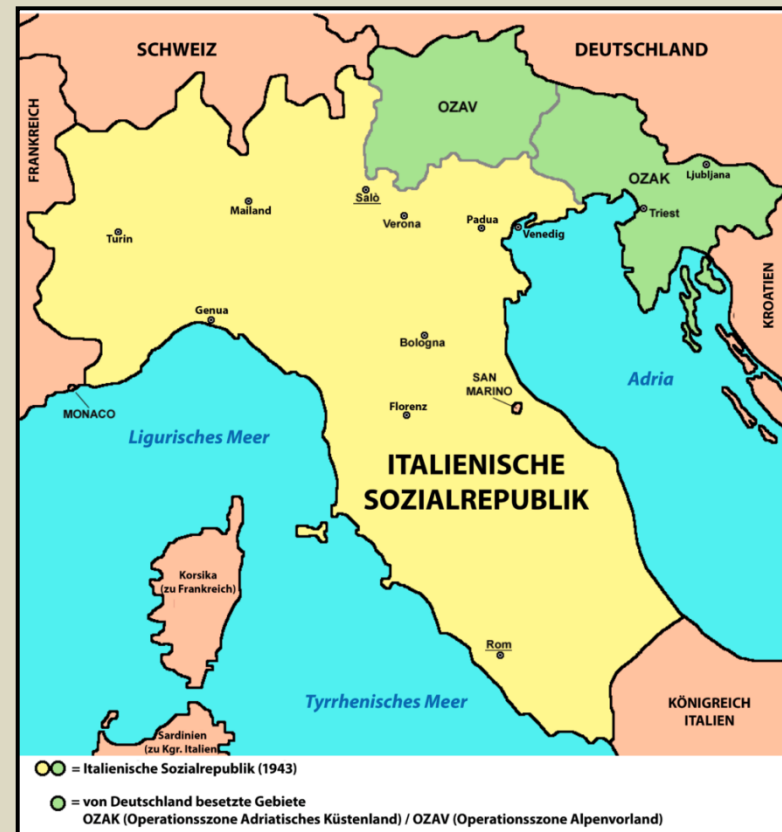 SCHWEIZ
DEUTSCHLAND
FRANKREICH
OZAV
OZAK
Ljubljana
Salò
Mailand
Triest
Verona
Padua
Venedig
Turin
KROATIEN
Genua
Bologna
SAN
MARINO
Adria
MONACO
Florenz
Ligurisches Meer
ITALIENISCHE
SOZIALREPUBLIK
Korsika
(zu Frankreich)
Rom
Tyrrhenisches Meer
KÖNIGREICH
ITALIEN
Sardinien
(zu Kgr. Italien)
= Italienische Sozialrepublik (1943)
= von Deutschland besetzte Gebiete
OZAK (Operationsszone Adriatisches Küstenland) / OZAV (Operationsszone Alpenvorland)